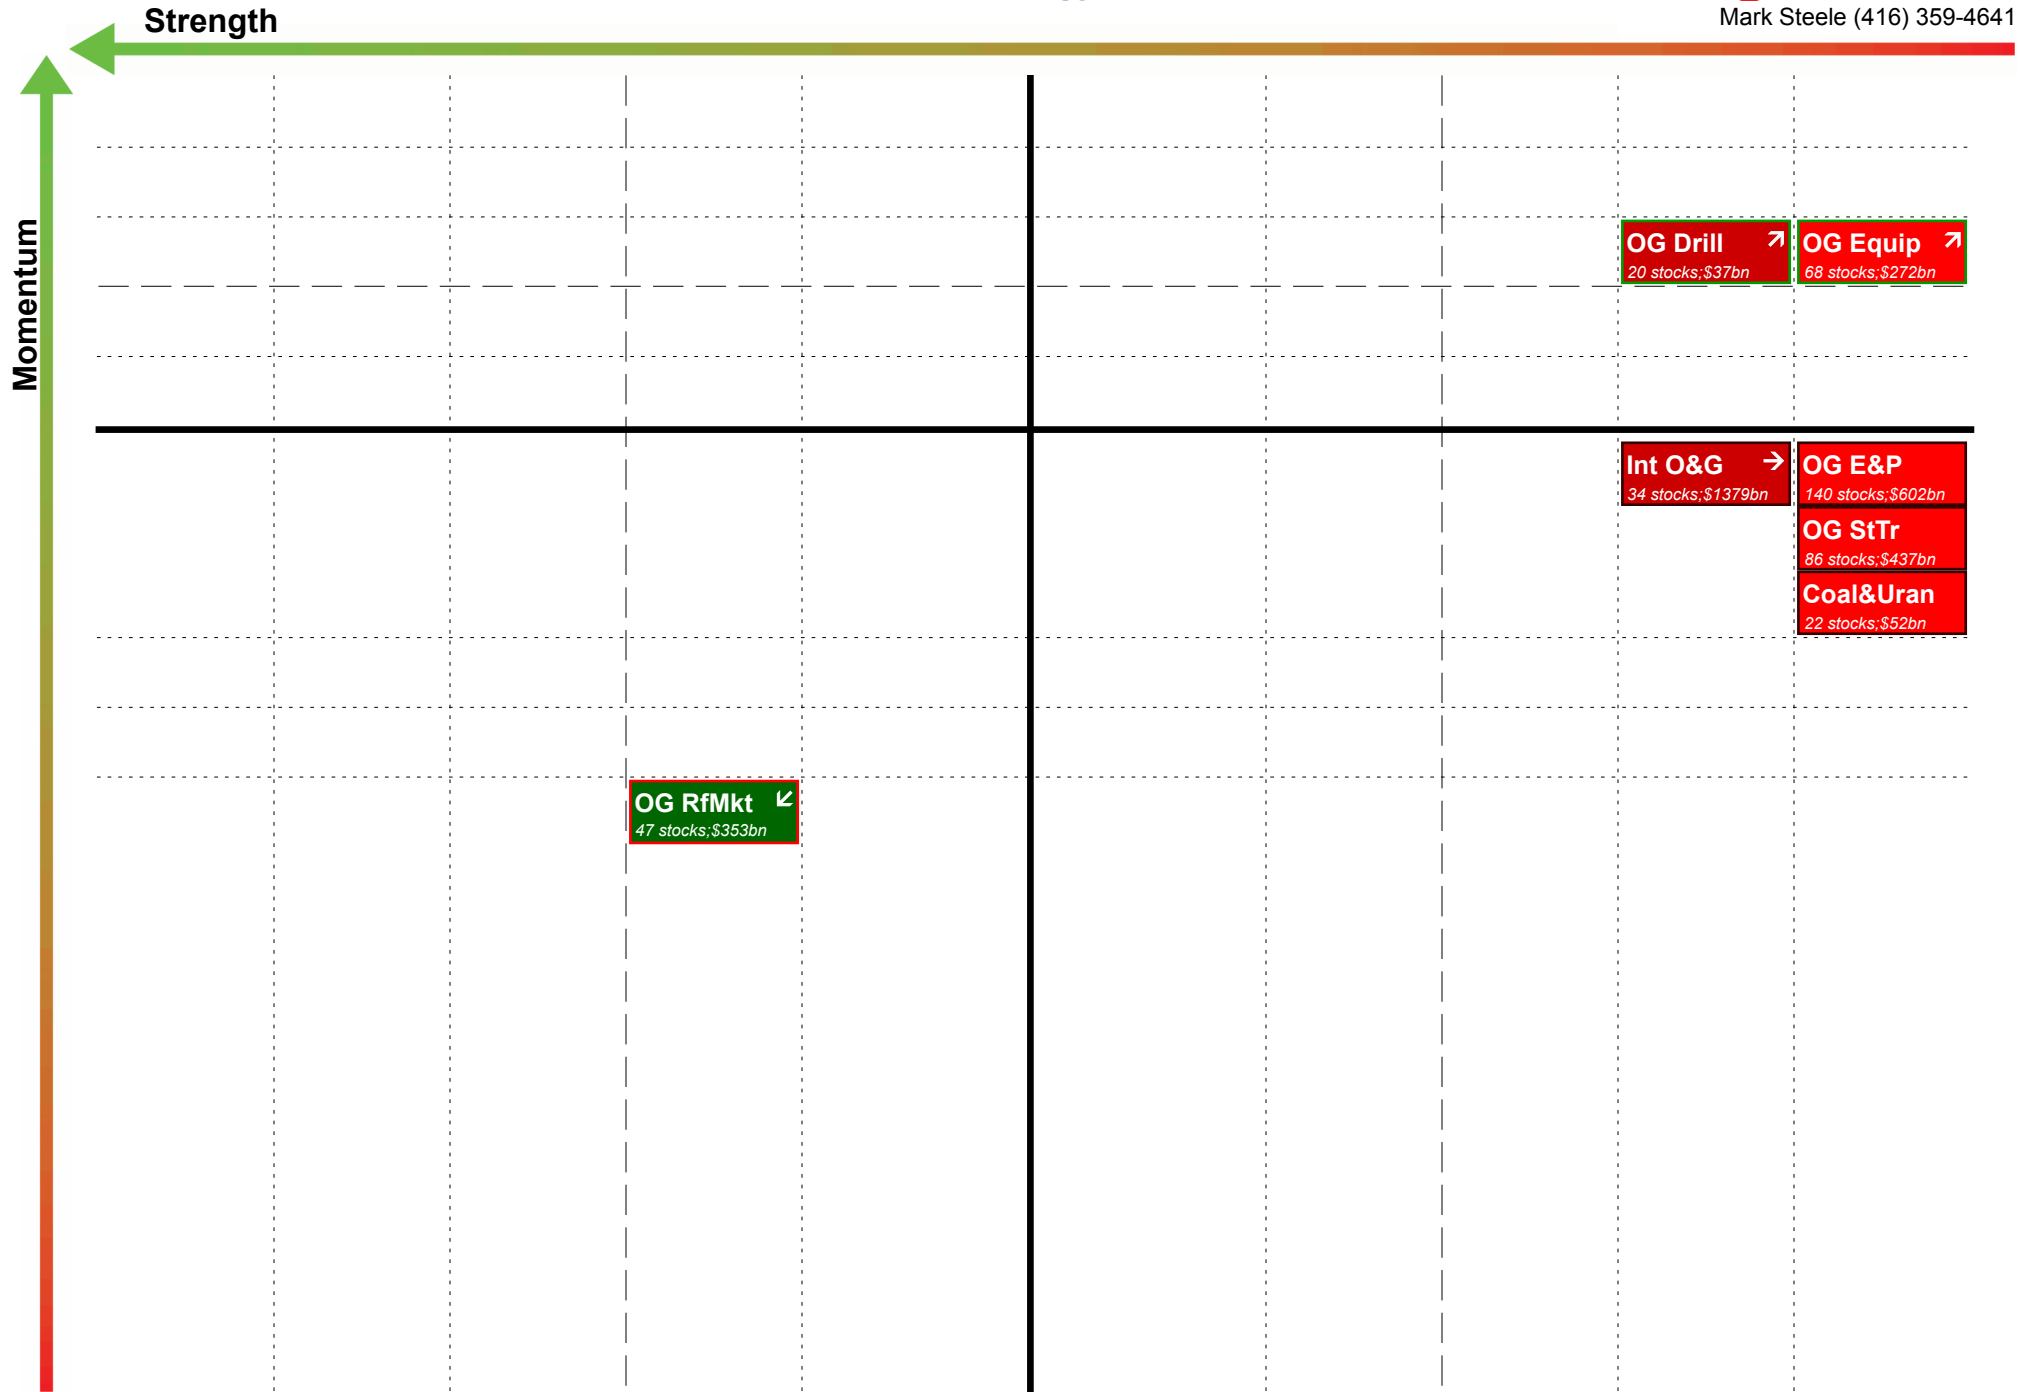 Strength
Mark Steele (416) 359-4641
Momentum
OG Drill
20 stocks;$37bn
OG Equip
68 stocks;$272bn
Int O&G
34 stocks;$1379bn
OG E&P
140 stocks;$602bn
OG StTr
86 stocks;$437bn
Coal&Uran
22 stocks;$52bn
OG RfMkt
47 stocks;$353bn